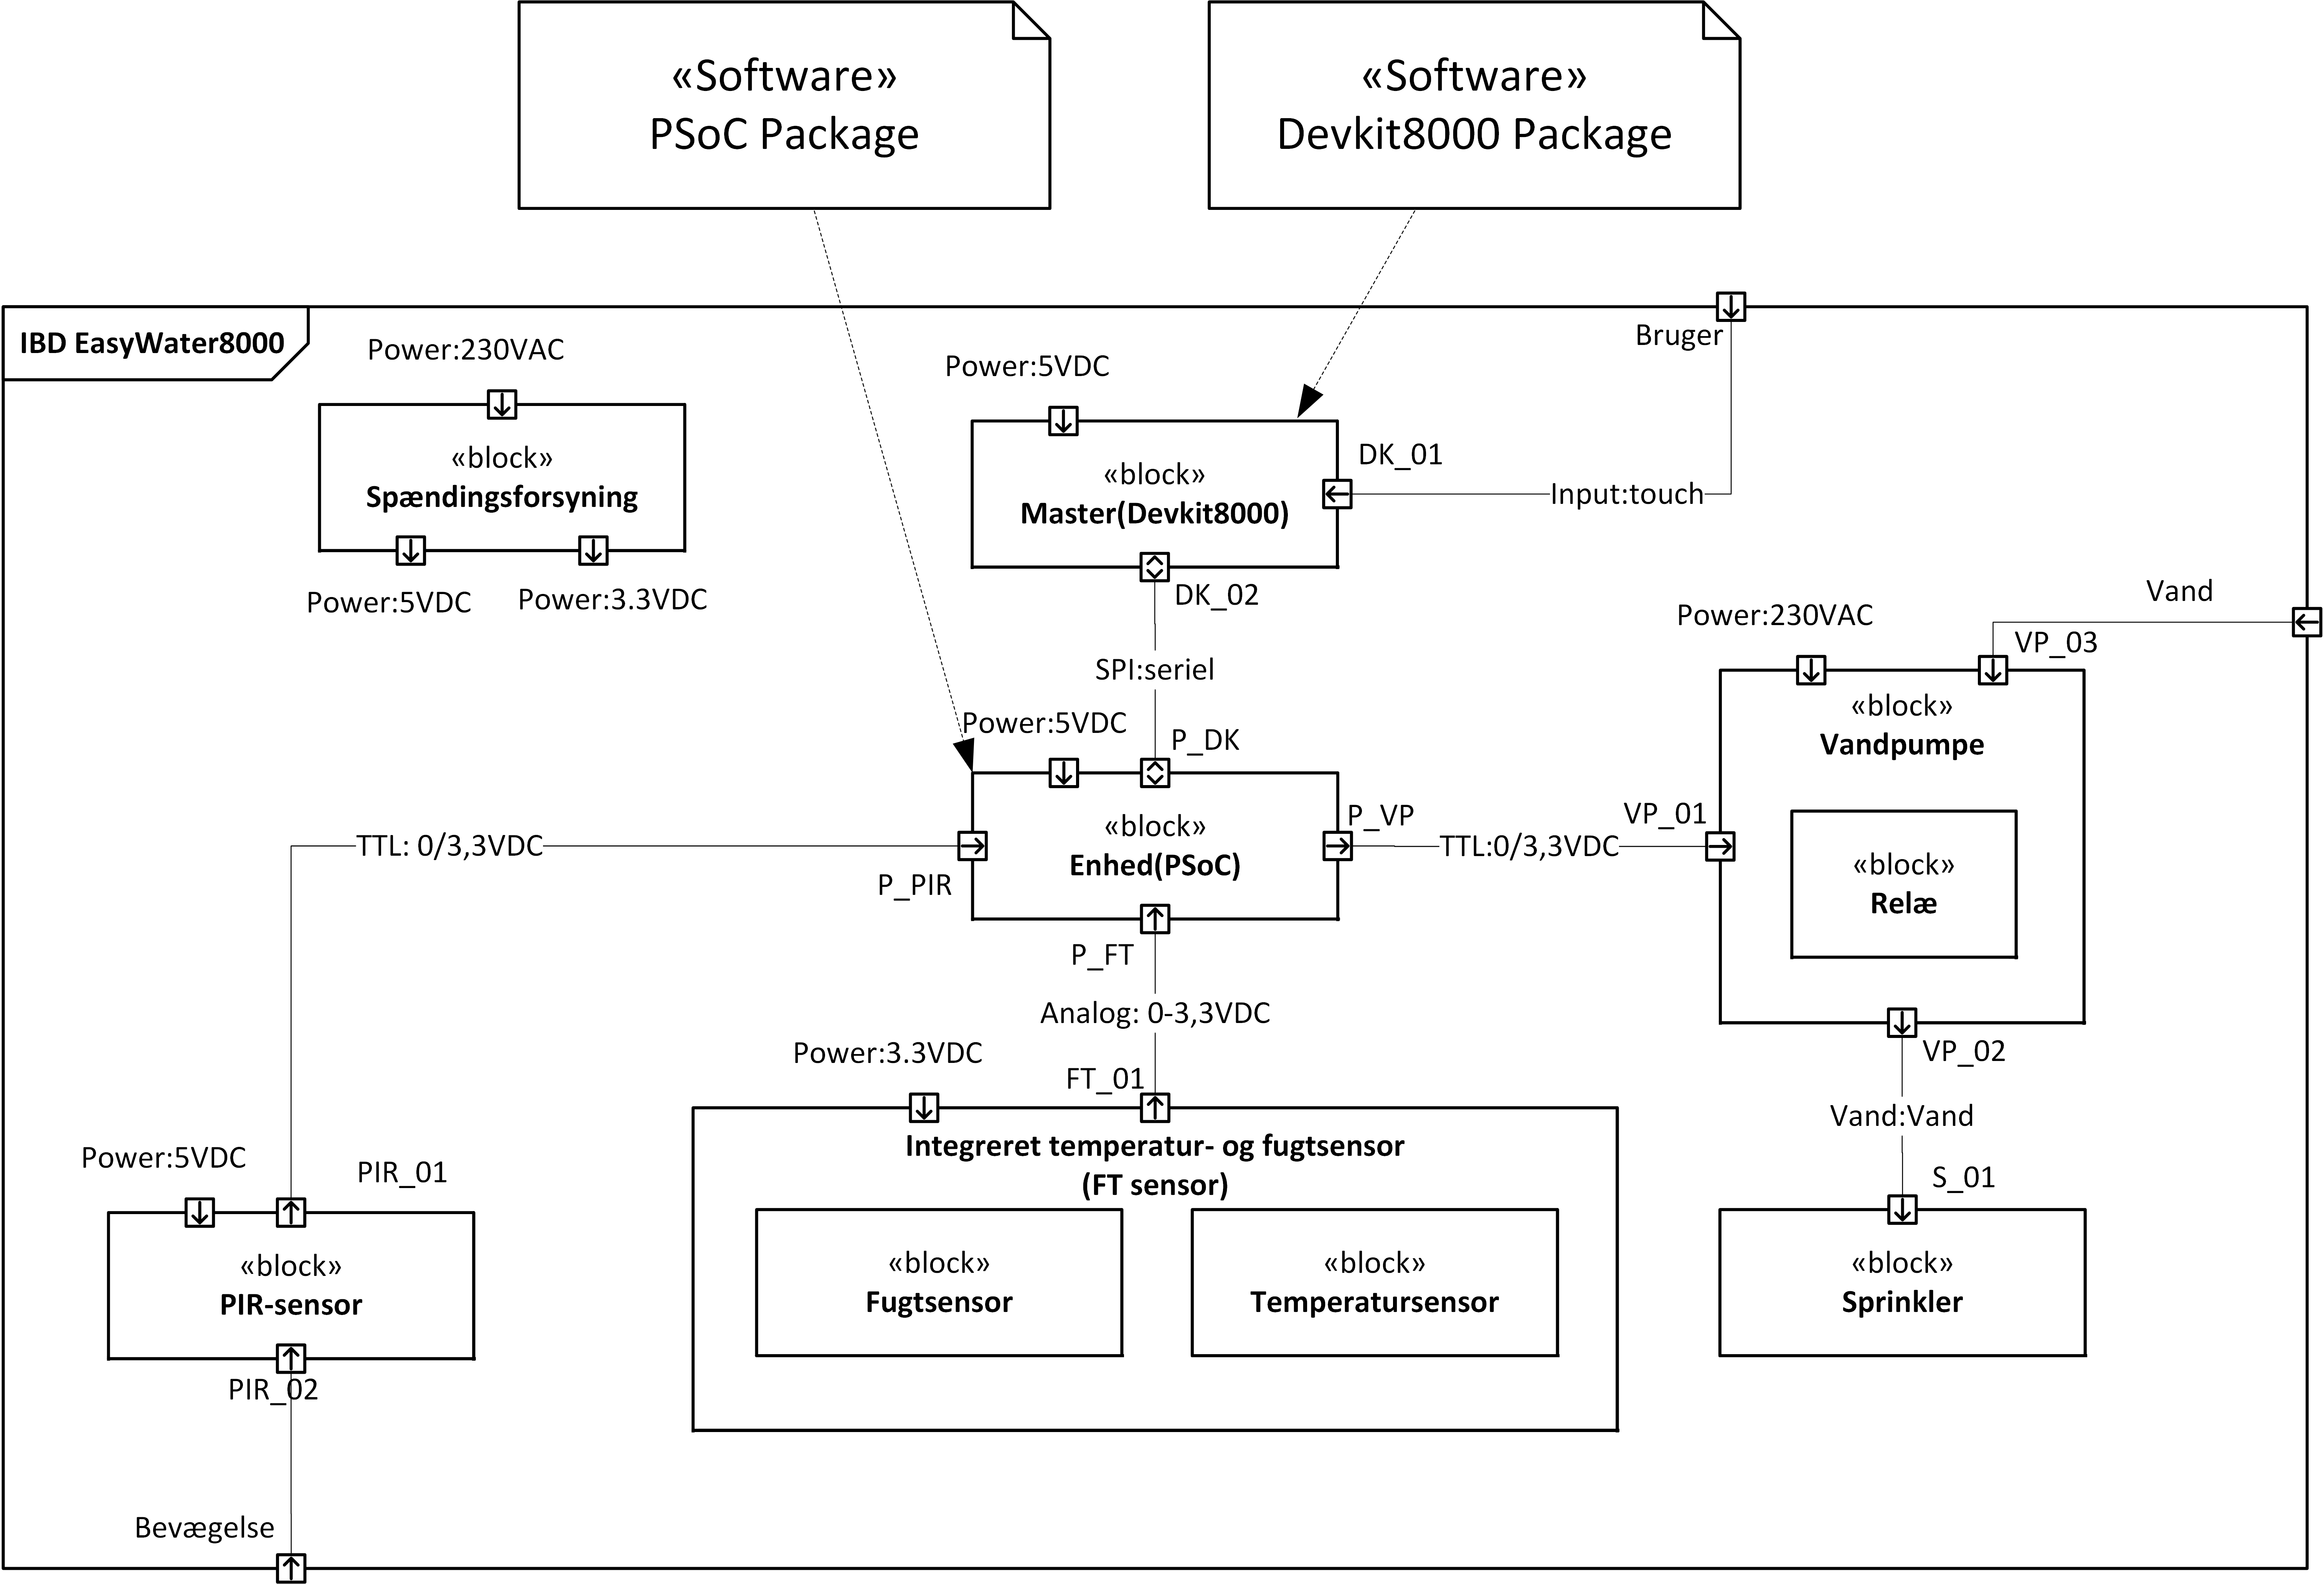 «Software»
PSoC Package
«Software»
Devkit8000 Package
IBD EasyWater8000
Bruger
Power:230VAC
«block»
Spændingsforsyning
Power:5VDC
Power:3.3VDC
Power:5VDC
«block»
Master(Devkit8000)
DK_01
Input:touch
DK_02
SPI:seriel
Vand
Power:230VAC
VP_03
«block»
Vandpumpe
«block»
Relæ
Power:5VDC
P_DK
«block»
Enhed(PSoC)
P_VP
TTL:0/3,3VDC
VP_01
TTL: 0/3,3VDC
P_PIR
P_FT
Analog: 0-3,3VDC
Power:3.3VDC
FT_01
Integreret temperatur- og fugtsensor
(FT sensor)
«block»
Fugtsensor
«block»
Temperatursensor
VP_02
Vand:Vand
S_01
«block»
Sprinkler
Power:5VDC
PIR_01
«block»
PIR-sensor
PIR_02
Bevægelse